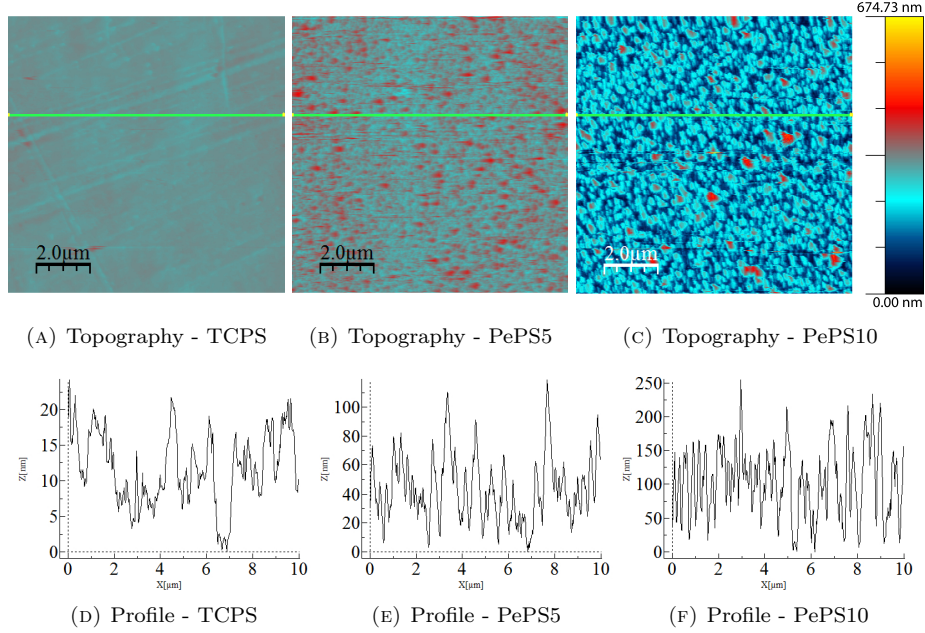 674.73 nm
2.0μm
2.0μm
2.0μm
0.00 nm
(A) Topography - TCPS
(B) Topography - PePS5
(C) Topography - PePS10
20
15
10
5
0
Z[nm]
0 2 4 6 8 10
X[μm]
100
80
60
40
20
0
Z[nm]
0 2 4 6 8 10
X[μm]
250
200
150
100
50
0
Z[nm]
0 2 4 6 8 10
X[μm]
(D) Profile - TCPS
(E) Profile - PePS5
(F) Profile - PePS10